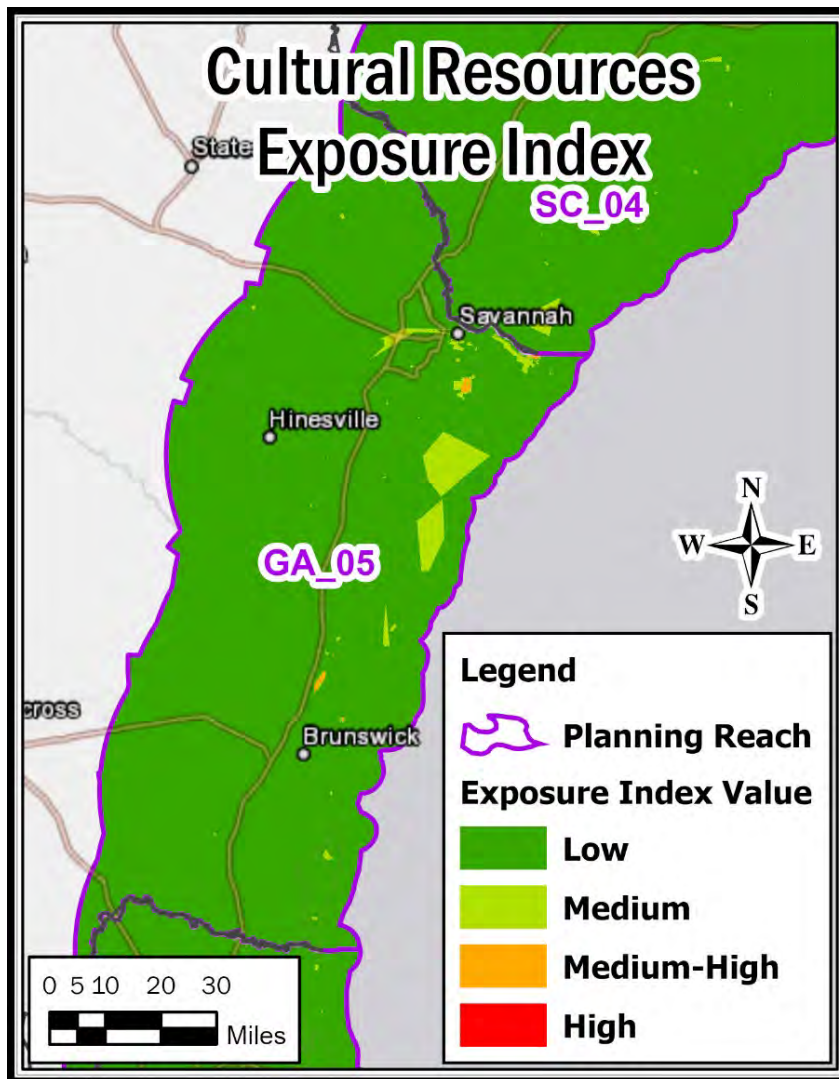 Cultural Resources
Exposure Index
State
SC_04
Savannah
Hinesville
GA_05
N
W E
S
cross
Brunswick
Legend
Planning Reach
Exposure Index Value
Low
Medium
Medium-High
High
0 5 10 20 30
Miles